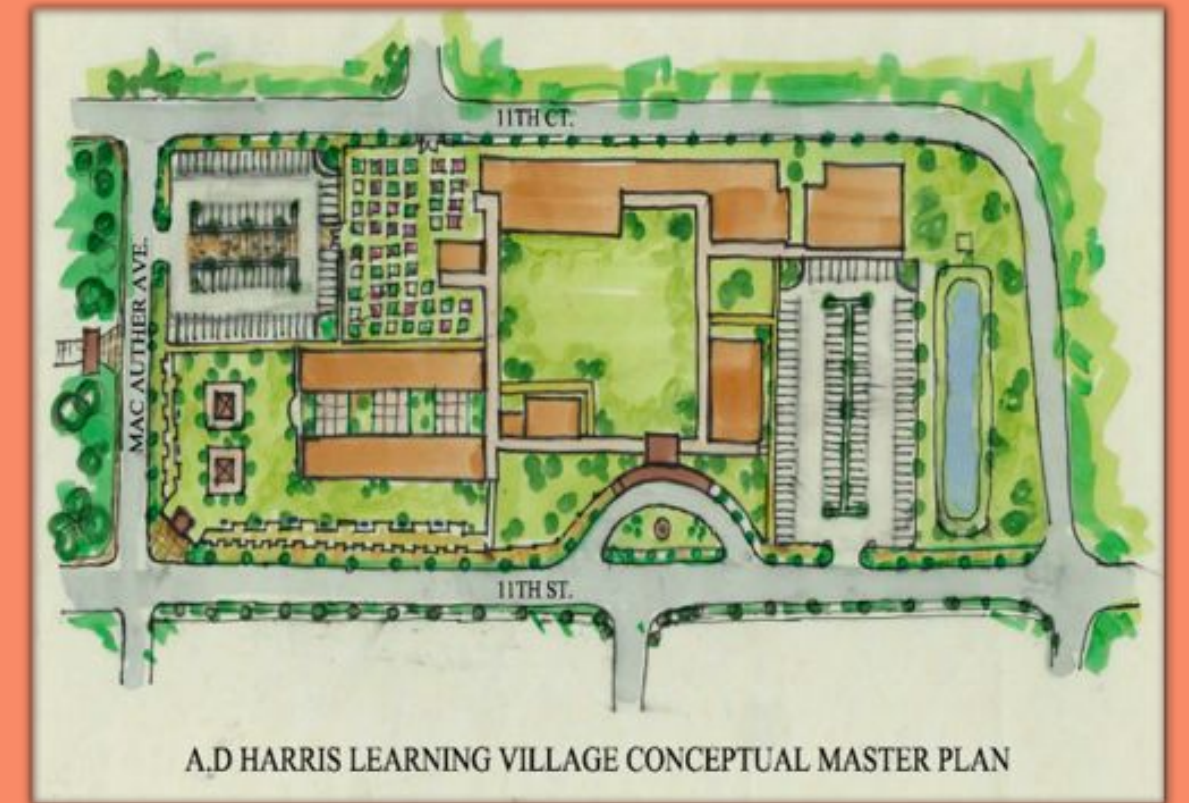 11TH CT.
MAC AUTHER AVE.
11TH ST.
A.D HARRIS LEARNING VILLAGE CONCEPTUAL MASTER PLAN